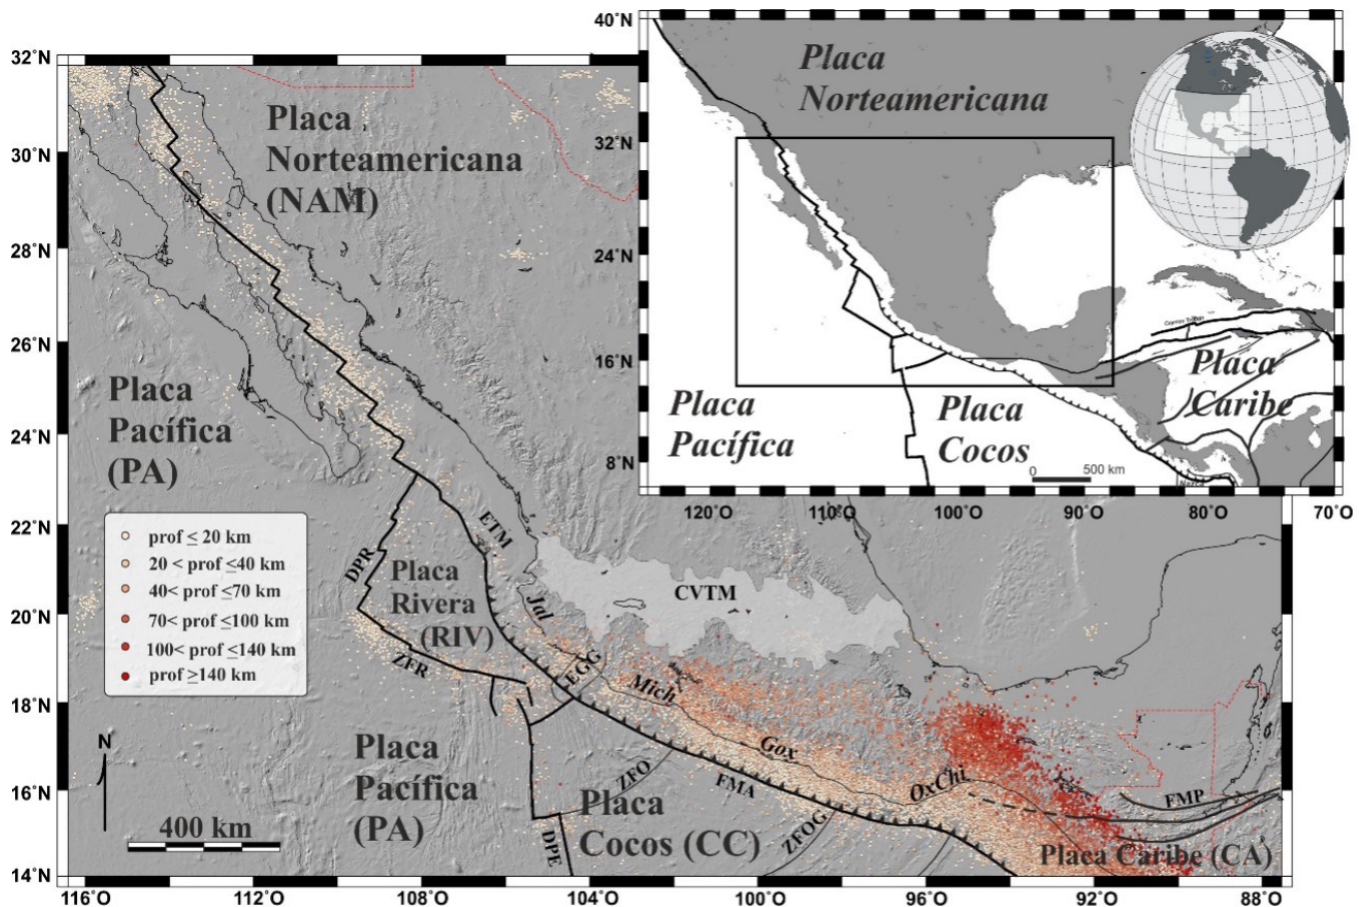 40°N
Placa
Norteamericana
32°N
24°N
16°N
8°N
Placa
Pacífica
Placa
Cocos
Placa
Caribe
0
500 km
120°O
110°O
100°O
90°O
80°O
70°O
32°N
30°N
28°N
26°N
24°N
22°N
20°N
18°N
16°N
14°N
Placa
Norteamericana
(NAM)
Placa
Pacífica
(PA)
prof ≤ 20 km
20 < prof ≤40 km
40< prof ≤70 km
70< prof ≤100 km
100< prof ≤140 km
prof ≥140 km
DPR
ETM
Placa
Rivera
(RIV)
Jal
CVTM
ZFR
EGG
Mich
Gox
OxChi
FMP
N
400 km
Placa
Pacífica
(PA)
ZFO
FMA
Placa
Cocos (CC)
DPE
ZFOG
Placa Caribe (CA)
116°O
112°O
108°O
104°O
100°O
96°O
92°O
88°O